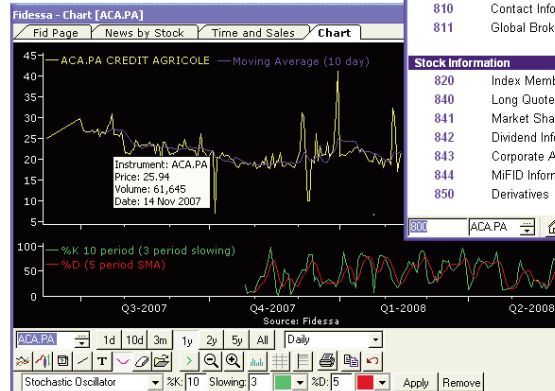 Fidessa - Chart [ACA.PA]
Fid Page News by Stock Time and Sales Chart
45 ACA.PA CREDIT AGRICOLE Moving Average (10 day)
40
35
30
25
20
15
10
5
Instrument: ACA.PA
Price: 25.94
Volume: 61,645
Date: 14 Nov 2007
100 %K 10 period (3 period slowing)
%D (5 period SMA)
50
0
Q3-2007 Q4-2007 Q1-2008 Q2-2008
Source: Fidessa
ACA.PA 1d 10d 3m 1y 2y 5y All Daily
Stochastic Oscillator %K: 10 Slowing: 3 %D: 5 Apply Remove
810 Contact Info
811 Global Brok
Stock Information
820 Index Memb
840 Long Quote
841 Market Sha
842 Dividend Info
843 Corporate A
844 MiFID Inform
850 Derivatives
800 ACA.PA